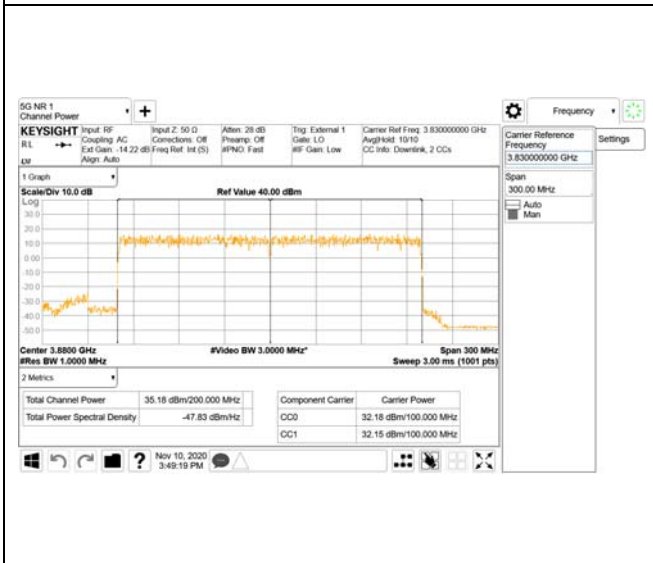 5G NR 1
Channel Power
Frequency
KEYSIGHT
RL
Input: RF
Coupling: AC
Ext Gain: -14.22 dB
Align: Auto
Input Z: 50 Ω
Corrections: Off
Freq Ref: Int (S)
Atten: 28 dB
Preamp: Off
#PNO: Fast
Trig: External 1
Gate: LO
#IF Gain: Low
Carrier Ref Freq: 3.830000000 GHz
Avg|Hold: 10/10
CC Info: Downlink, 2 CCs
Carrier Reference
Frequency
3.830000000 GHz
Settings
Span
300.00 MHz
Auto
Man
1 Graph
Scale/Div 10.0 dB
Ref Value 40.00 dBm
Log
30.0
20.0
10.0
0.00
-10.0
-20.0
-30.0
-40.0
-50.0
Center 3.8800 GHz
#Video BW 3.0000 MHz*
Span 300 MHz
#Res BW 1.0000 MHz
Sweep 3.00 ms (1001 pts)
2 Metrics
Total Channel Power 35.18 dBm/200.000 MHz
Total Power Spectral Density -47.83 dBm/Hz
Component Carrier Carrier Power
CC0 32.18 dBm/100.000 MHz
CC1 32.15 dBm/100.000 MHz
Nov 10, 2020
3:49:19 PM